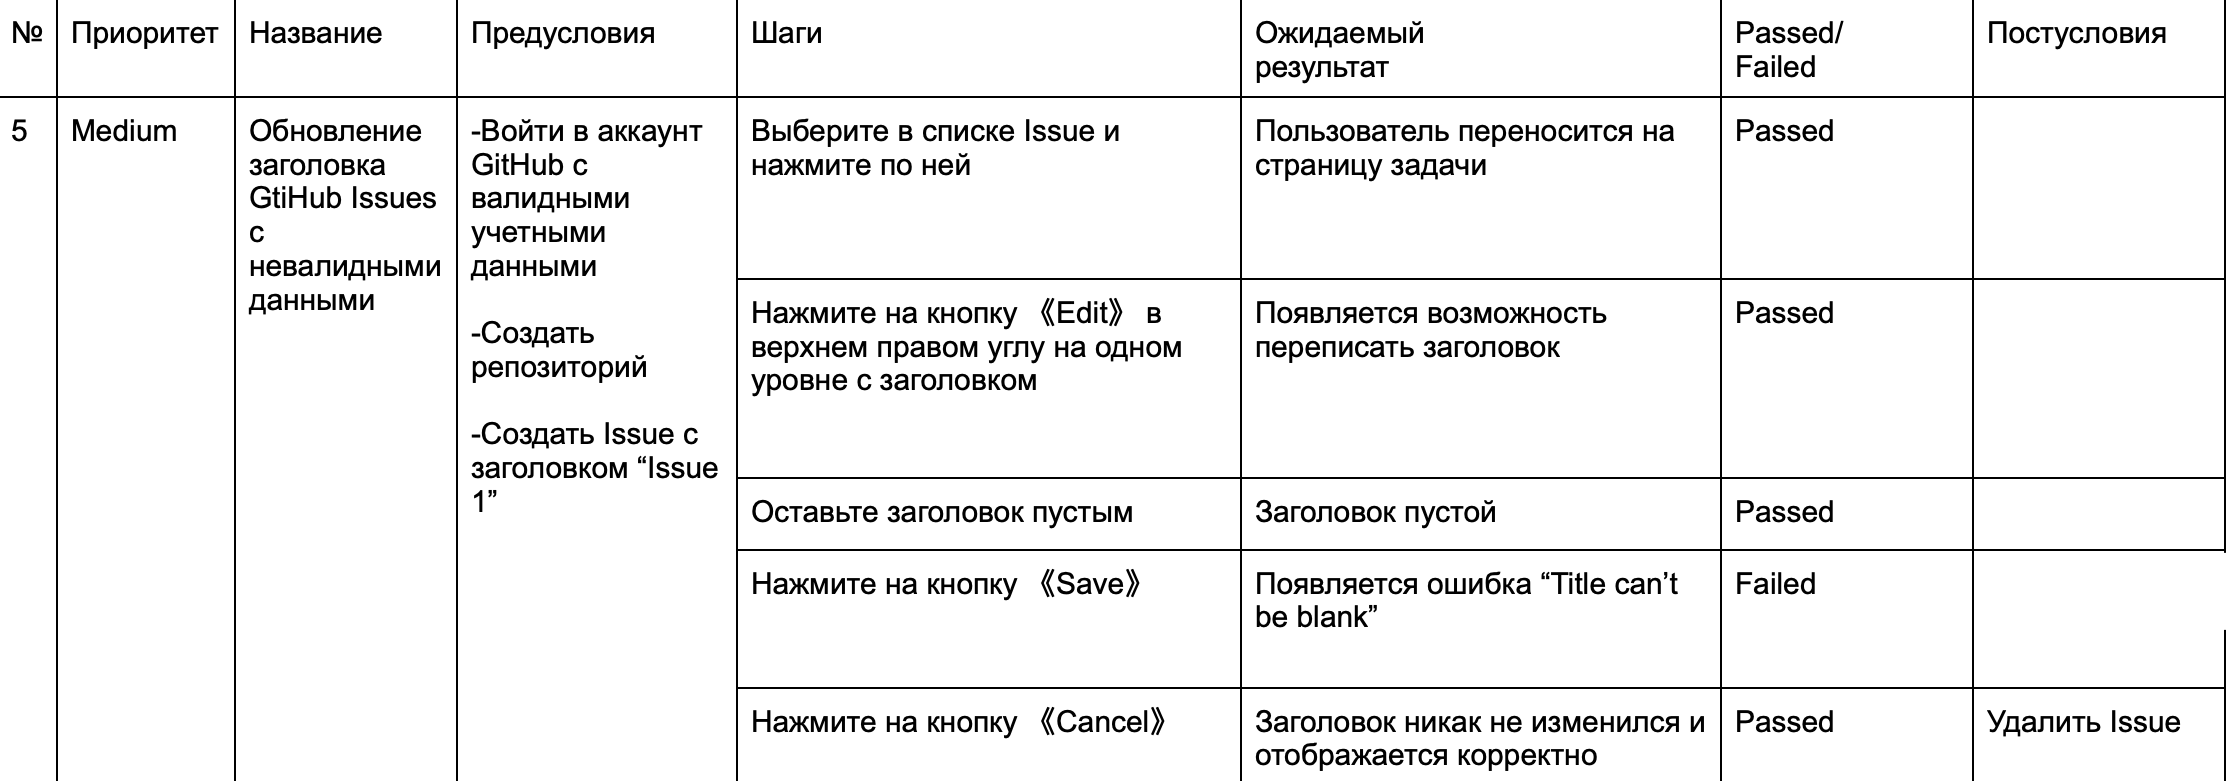 №
Приоритет
Название
Предусловия
Шаги
Ожидаемый
результат
Passed/
Failed
Постусловия
5
Medium
Обновление
заголовка
GtiHub Issues
с
невалидными
данными
-Войти в аккаунт
GitHub с
валидными
учетными
данными
-Создать
репозиторий
-Создать Issue с
заголовком “Issue
1”
Выберите в списке Issue и
нажмите по ней
Пользователь переносится на
страницу задачи
Passed
Нажмите на кнопку 《Edit》 в
верхнем правом углу на одном
уровне с заголовком
Появляется возможность
переписать заголовок
Passed
Оставьте заголовок пустым
Заголовок пустой
Passed
Нажмите на кнопку 《Save》
Появляется ошибка “Title can’t
be blank”
Failed
Нажмите на кнопку 《Cancel》
Заголовок никак не изменился и
отображается корректно
Passed
Удалить Issue